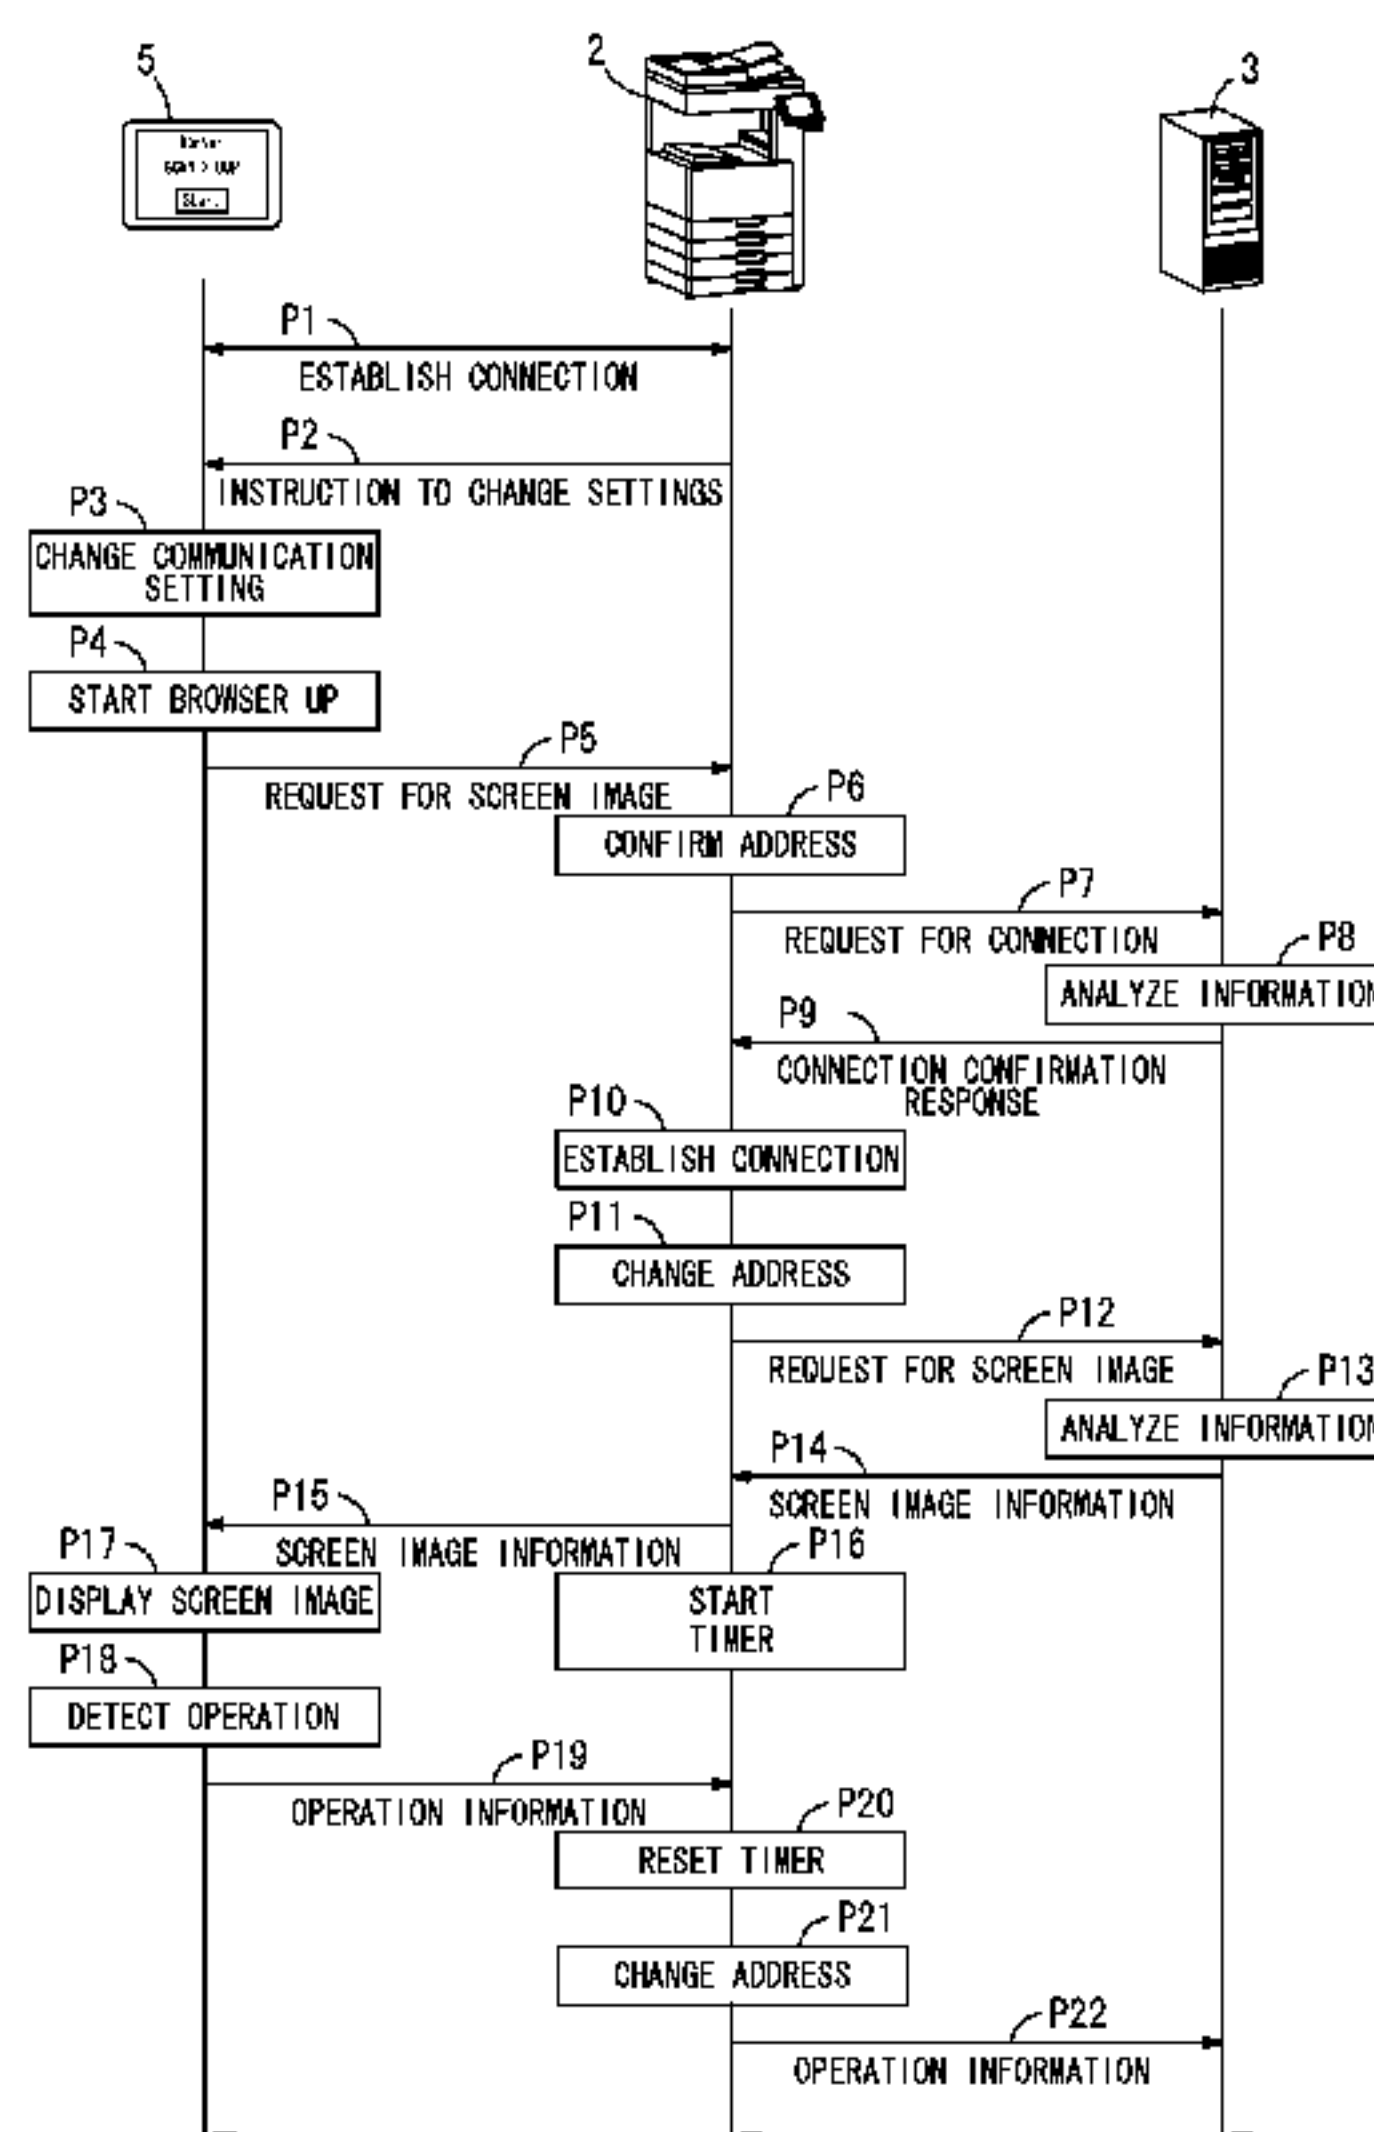 5
2
3
P1
ESTABLISH CONNECTION
P2
INSTRUCTION TO CHANGE SETTINGS
P3
CHANGE COMMUNICATION
SETTING
P4
START BROWSER UP
P5
REQUEST FOR SCREEN IMAGE
P6
CONFIRM ADDRESS
P7
REQUEST FOR CONNECTION
P8
ANALYZE INFORMATION
P9
CONNECTION CONFIRMATION
RESPONSE
P10
ESTABLISH CONNECTION
P11
CHANGE ADDRESS
P12
REQUEST FOR SCREEN IMAGE
P13
ANALYZE INFORMATION
P14
SCREEN IMAGE INFORMATION
P15
SCREEN IMAGE INFORMATION
P16
START
TIMER
P17
DISPLAY SCREEN IMAGE
P18
DETECT OPERATION
P19
OPERATION INFORMATION
P20
RESET TIMER
P21
CHANGE ADDRESS
P22
OPERATION INFORMATION